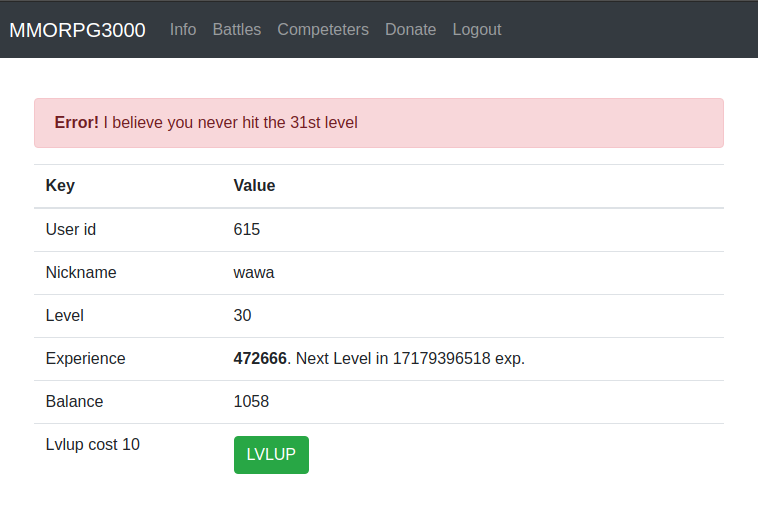 MMORPG3000 Info Battles Competeters Donate Logout
Error! I believe you never hit the 31st level
Key Value
User id 615
Nickname wawa
Level 30
Experience 472666. Next Level in 17179396518 exp.
Balance 1058
Lvlup cost 10 LVLUP